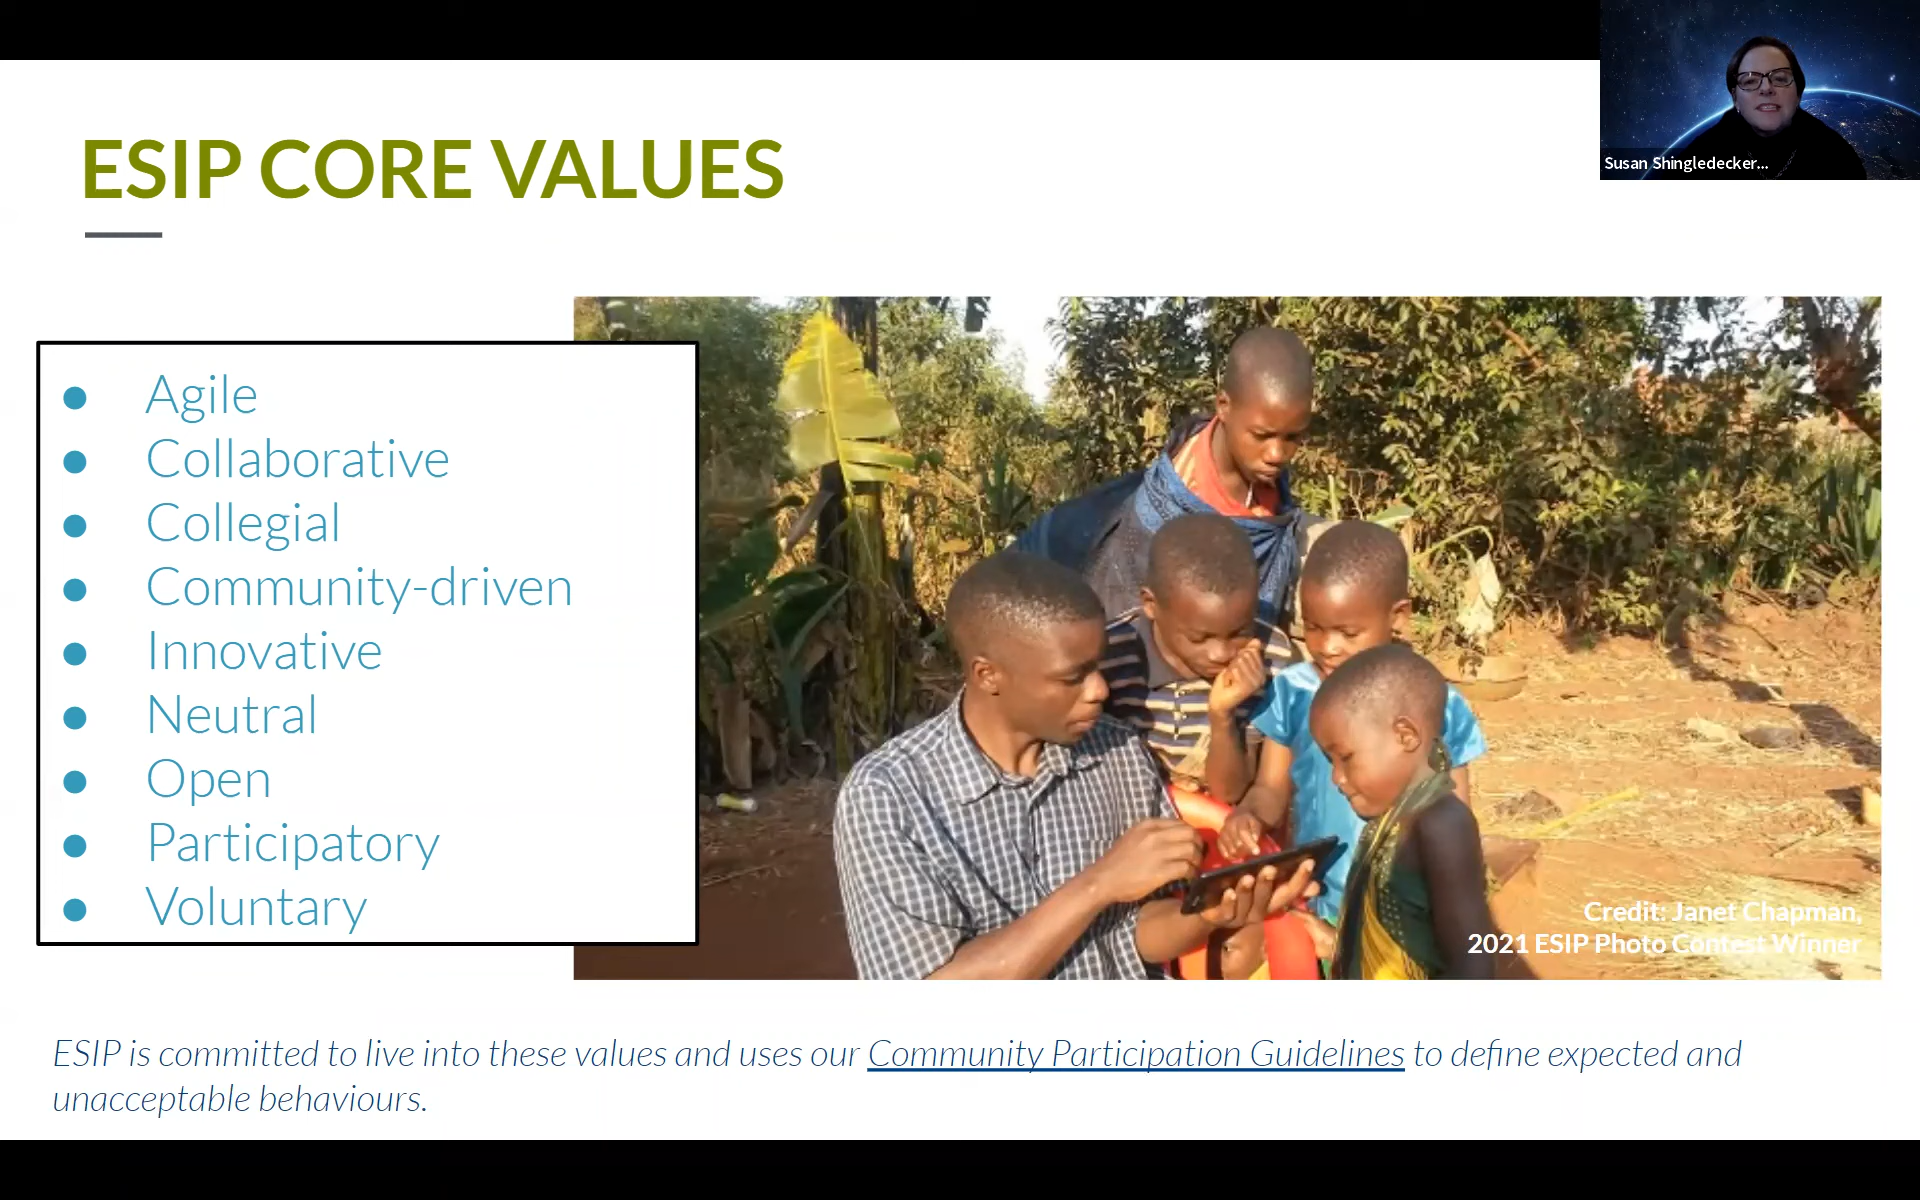 Susan Shingledecker...
ESIP CORE VALUES
● Agile
● Collaborative
● Collegial
● Community-driven
● Innovative
● Neutral
● Open
● Participatory
● Voluntary
Credit: Janet Chapman,
2021 ESIP Photo Contest Winner
ESIP is committed to live into these values and uses our Community Participation Guidelines to define expected and
unacceptable behaviours.